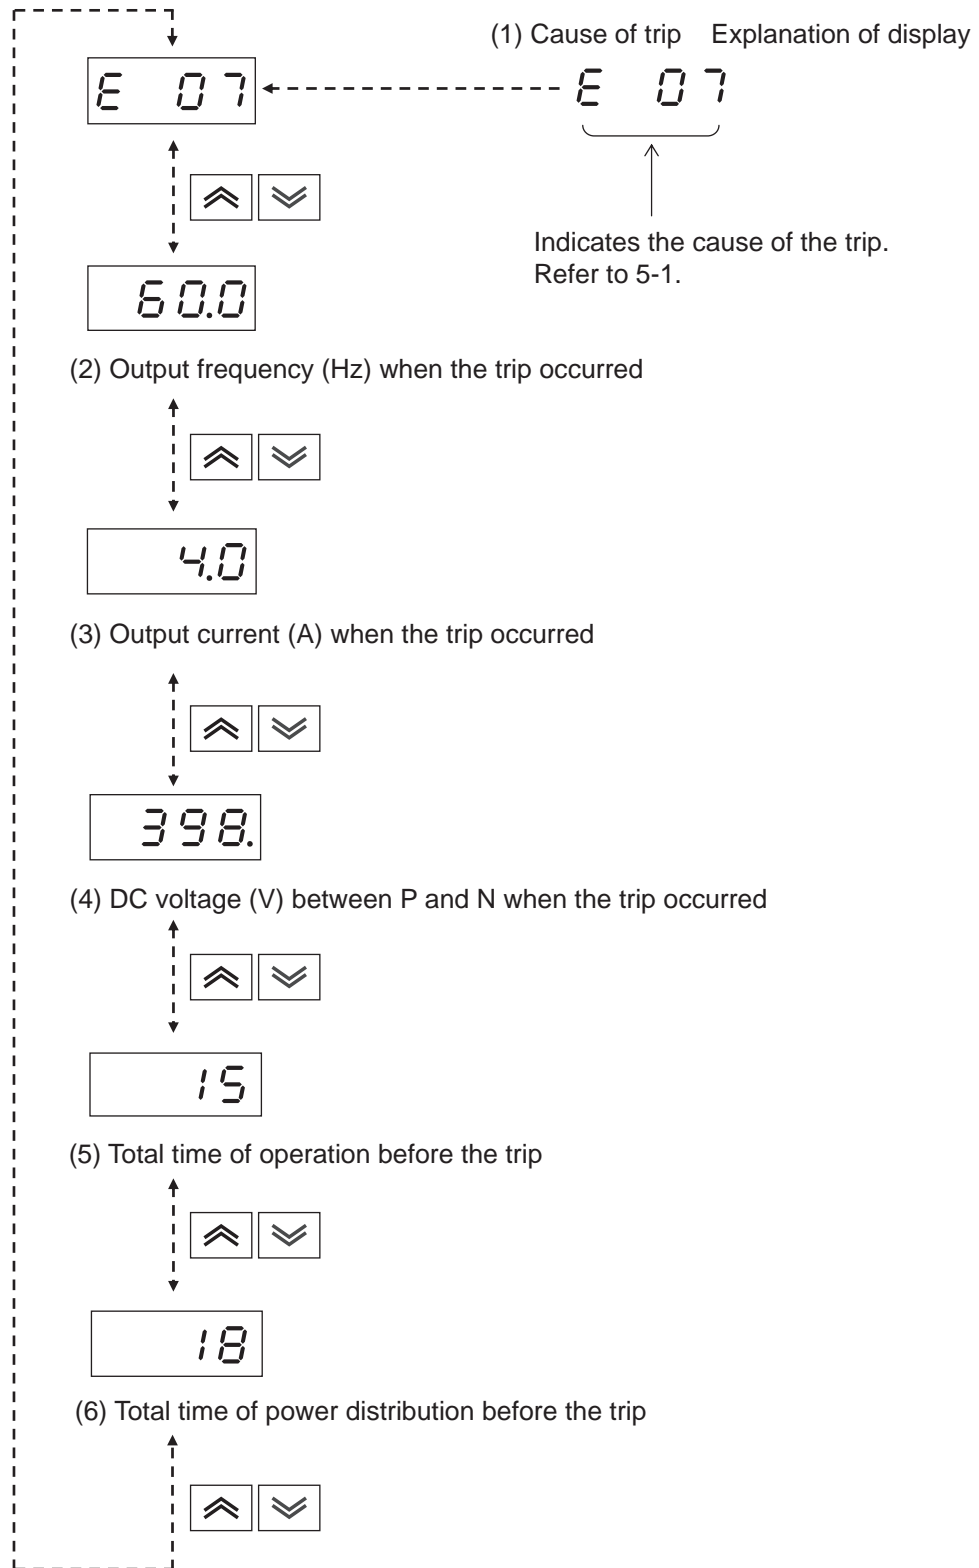 (1) Cause of trip Explanation of display
E 07
E 07
Indicates the cause of the trip.
Refer to 5-1.
60.0
(2) Output frequency (Hz) when the trip occurred
4.0
(3) Output current (A) when the trip occurred
398.
(4) DC voltage (V) between P and N when the trip occurred
15
(5) Total time of operation before the trip
18
(6) Total time of power distribution before the trip